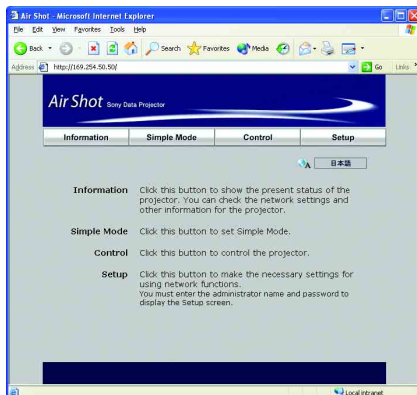 Air Shot - Microsoft Internet Explorer
File Edit View Favorites Tools Help
Back Search Favorites Media
Address http://169.254.50.50/ Go Links
Air Shot Sony Data Projector
Information Simple Mode Control Setup
日本語
Information Click this button to show the present status of the
projector. You can check the network settings and
other information for the projector.
Simple Mode Click this button to set Simple Mode.
Control Click this button to control the projector.
Setup Click this button to make the necessary settings for
using network functions.
You must enter the administrator name and password to
display the Setup screen.
Local intranet